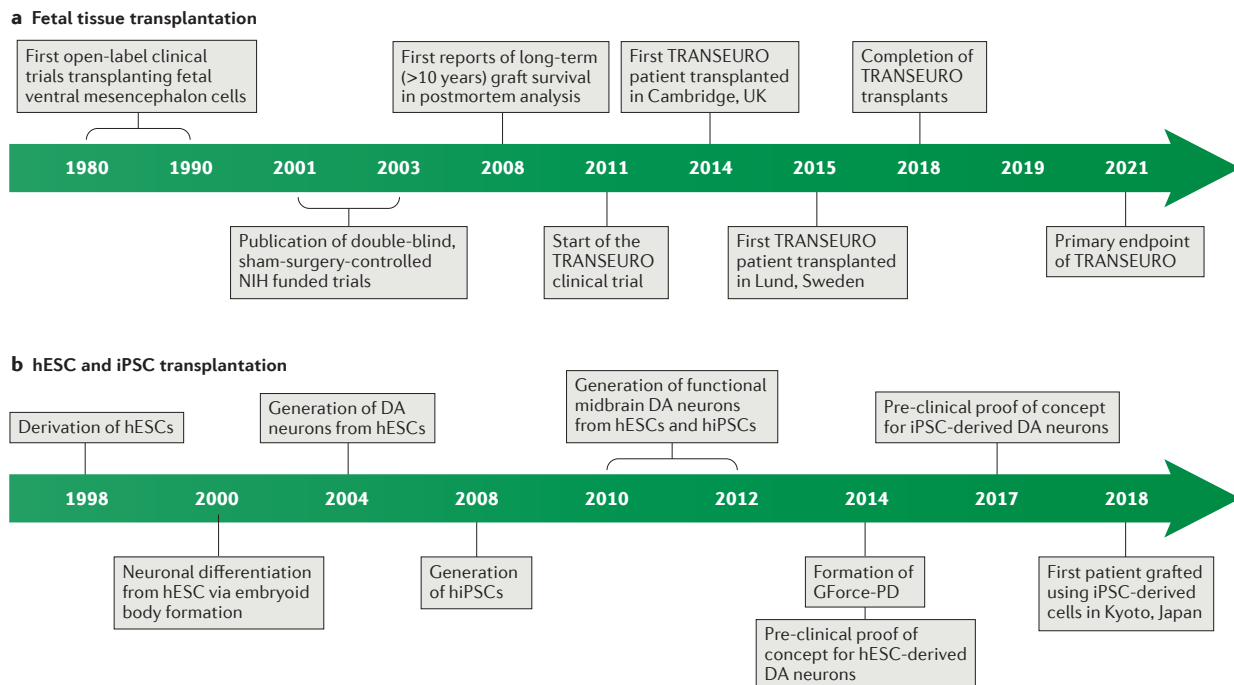 a Fetal tissue transplantation
First open-label clinical
trials transplanting fetal
ventral mesencephalon cells
First reports of long-term
(>10 years) graft survival
in postmortem analysis
First TRANSEURO
patient transplanted
in Cambridge, UK
Completion of
TRANSEURO
transplants
1980 1990 2001 2003 2008 2011 2014 2015 2018 2019 2021
Publication of double-blind,
sham-surgery-controlled
NIH funded trials
Start of the
TRANSEURO
clinical trial
First TRANSEURO
patient transplanted
in Lund, Sweden
Primary endpoint
of TRANSEURO
b hESC and iPSC transplantation
Derivation of hESCs
Generation of DA
neurons from hESCs
Generation of functional
midbrain DA neurons
from hESCs and hiPSCs
Pre-clinical proof of concept
for iPSC-derived DA neurons
1998 2000 2004 2008 2010 2012 2014 2017 2018
Neuronal differentiation
from hESC via embryoid
body formation
Generation
of hiPSCs
Formation of
GForce-PD
Pre-clinical proof of
concept for hESC-derived
DA neurons
First patient grafted
using iPSC-derived
cells in Kyoto, Japan